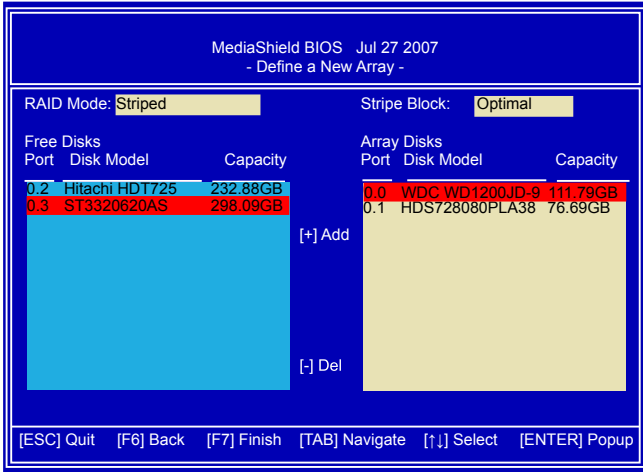 MediaShield BIOS Jul 27 2007
- Define a New Array -
RAID Mode: Striped
Stripe Block: Optimal
Free Disks
Port Disk Model Capacity
0.2 Hitachi HDT725 232.88GB
0.3 ST3320620AS 298.09GB
[+] Add
[-] Del
Array Disks
Port Disk Model Capacity
0.0 WDC WD1200JD-9 111.79GB
0.1 HDS728080PLA38 76.69GB
[ESC] Quit [F6] Back [F7] Finish [TAB] Navigate [↑↓] Select [ENTER] Popup